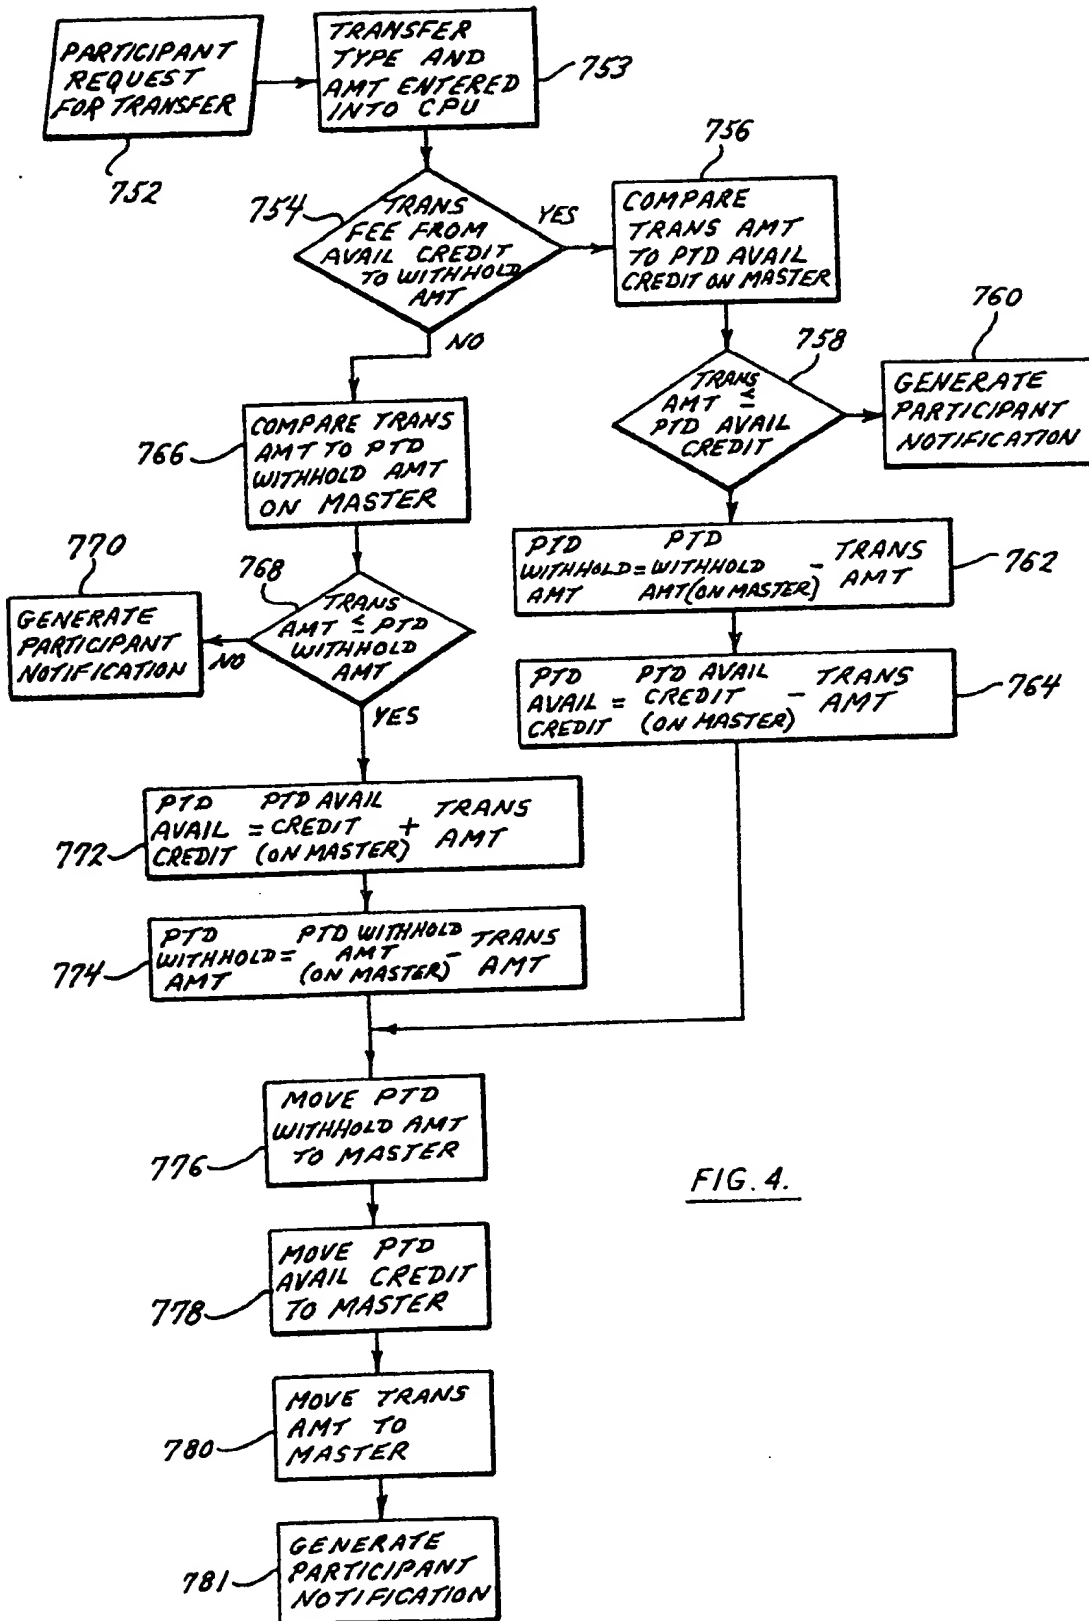 PARTICIPANT
REQUEST
FOR TRANSFER
752
TRANSFER
TYPE AND
AMT ENTERED
INTO CPU
753
754
TRANS
FEE FROM
AVAIL CREDIT
TO WITHHOLD
AMT
YES
NO
756
COMPARE
TRANS AMT
TO PTD AVAIL
CREDIT ON MASTER
758
TRANS
AMT ≤
PTD AVAIL
CREDIT
760
GENERATE
PARTICIPANT
NOTIFICATION
766
COMPARE TRANS
AMT TO PTD
WITHHOLD AMT
ON MASTER
PTD PTD
WITHHOLD = WITHHOLD - TRANS
AMT AMT (ON MASTER) AMT
762
770
GENERATE
PARTICIPANT
NOTIFICATION
768
TRANS
AMT ≤ PTD
WITHHOLD
AMT
NO
YES
PTD PTD AVAIL TRANS
AVAIL = CREDIT - AMT
CREDIT (ON MASTER)
764
PTD PTD AVAIL TRANS
AVAIL = CREDIT + AMT
CREDIT (ON MASTER)
772
PTD PTD WITHHOLD TRANS
WITHHOLD = AMT - AMT
AMT (ON MASTER)
774
MOVE PTD
WITHHOLD AMT
TO MASTER
776
FIG. 4.
MOVE PTD
AVAIL CREDIT
TO MASTER
778
MOVE TRANS
AMT TO
MASTER
780
GENERATE
PARTICIPANT
NOTIFICATION
781